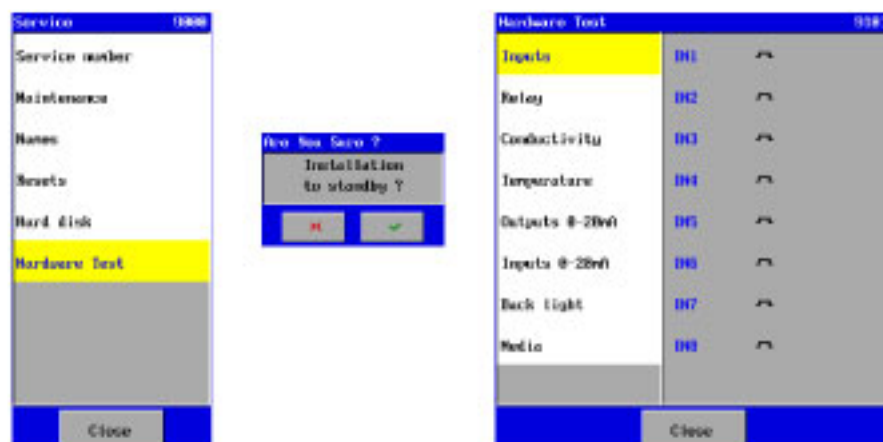 Service 9000
Service number
Maintenance
Names
Resets
Hard disk
Hardware Test
Close
Are You Sure ?
Installation
to standby ?
Hardware Test
Inputs IN1
Relay IN2
Conductivity IN3
Temperature IN4
Outputs 0-20mA IN5
Inputs 0-20mA IN6
Back light IN7
Media IN8
Close